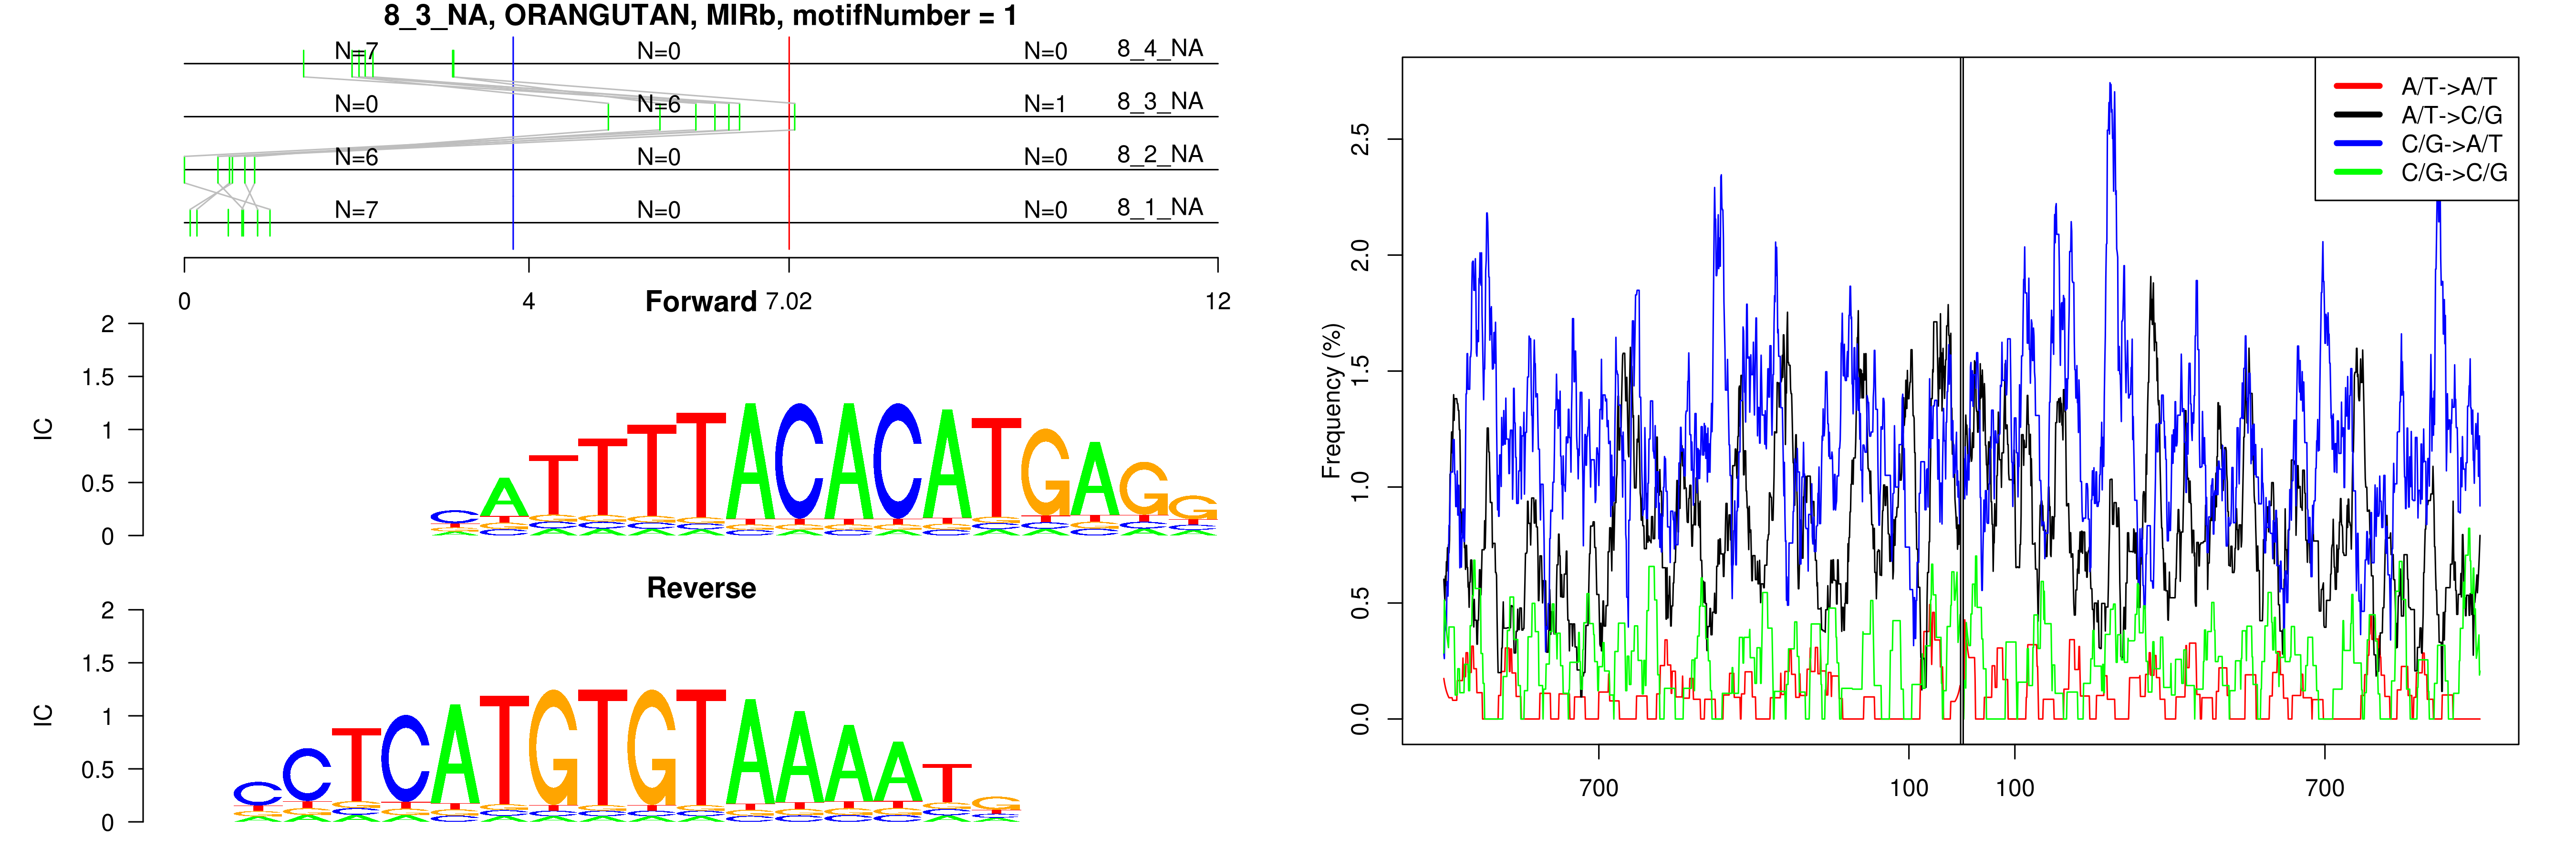 8_3_NA, ORANGUTAN, MIRb, motifNumber = 1
N=7 N=0 N=0 8_4_NA
N=0 N=6 N=1 8_3_NA
N=6 N=0 N=0 8_2_NA
N=7 N=0 N=0 8_1_NA
0 4 7.02 12
Forward
IC
2
1.5
1
0.5
0
CATTTTACACATGAGG
Reverse
IC
2
1.5
1
0.5
0
CCTCATGTGTAAAATG
Frequency (%)
2.5
2.0
1.5
1.0
0.5
0.0
700 100 100 700
A/T->A/T
A/T->C/G
C/G->A/T
C/G->C/G